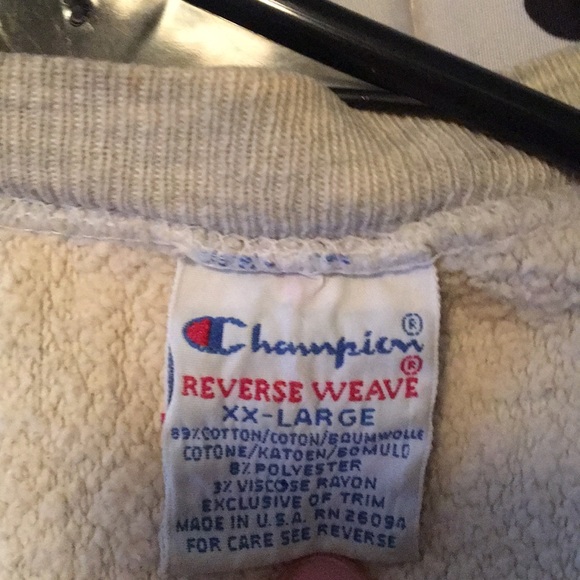 Champion®
REVERSE WEAVE®
XX-LARGE
89%COTTON/COTON/BAUMWOLLE
COTONE/KATOEN/BOMULD
8% POLYESTER
3% VISCOSE RAYON
EXCLUSIVE OF TRIM
MADE IN U.S.A. RN 26094
FOR CARE SEE REVERSE